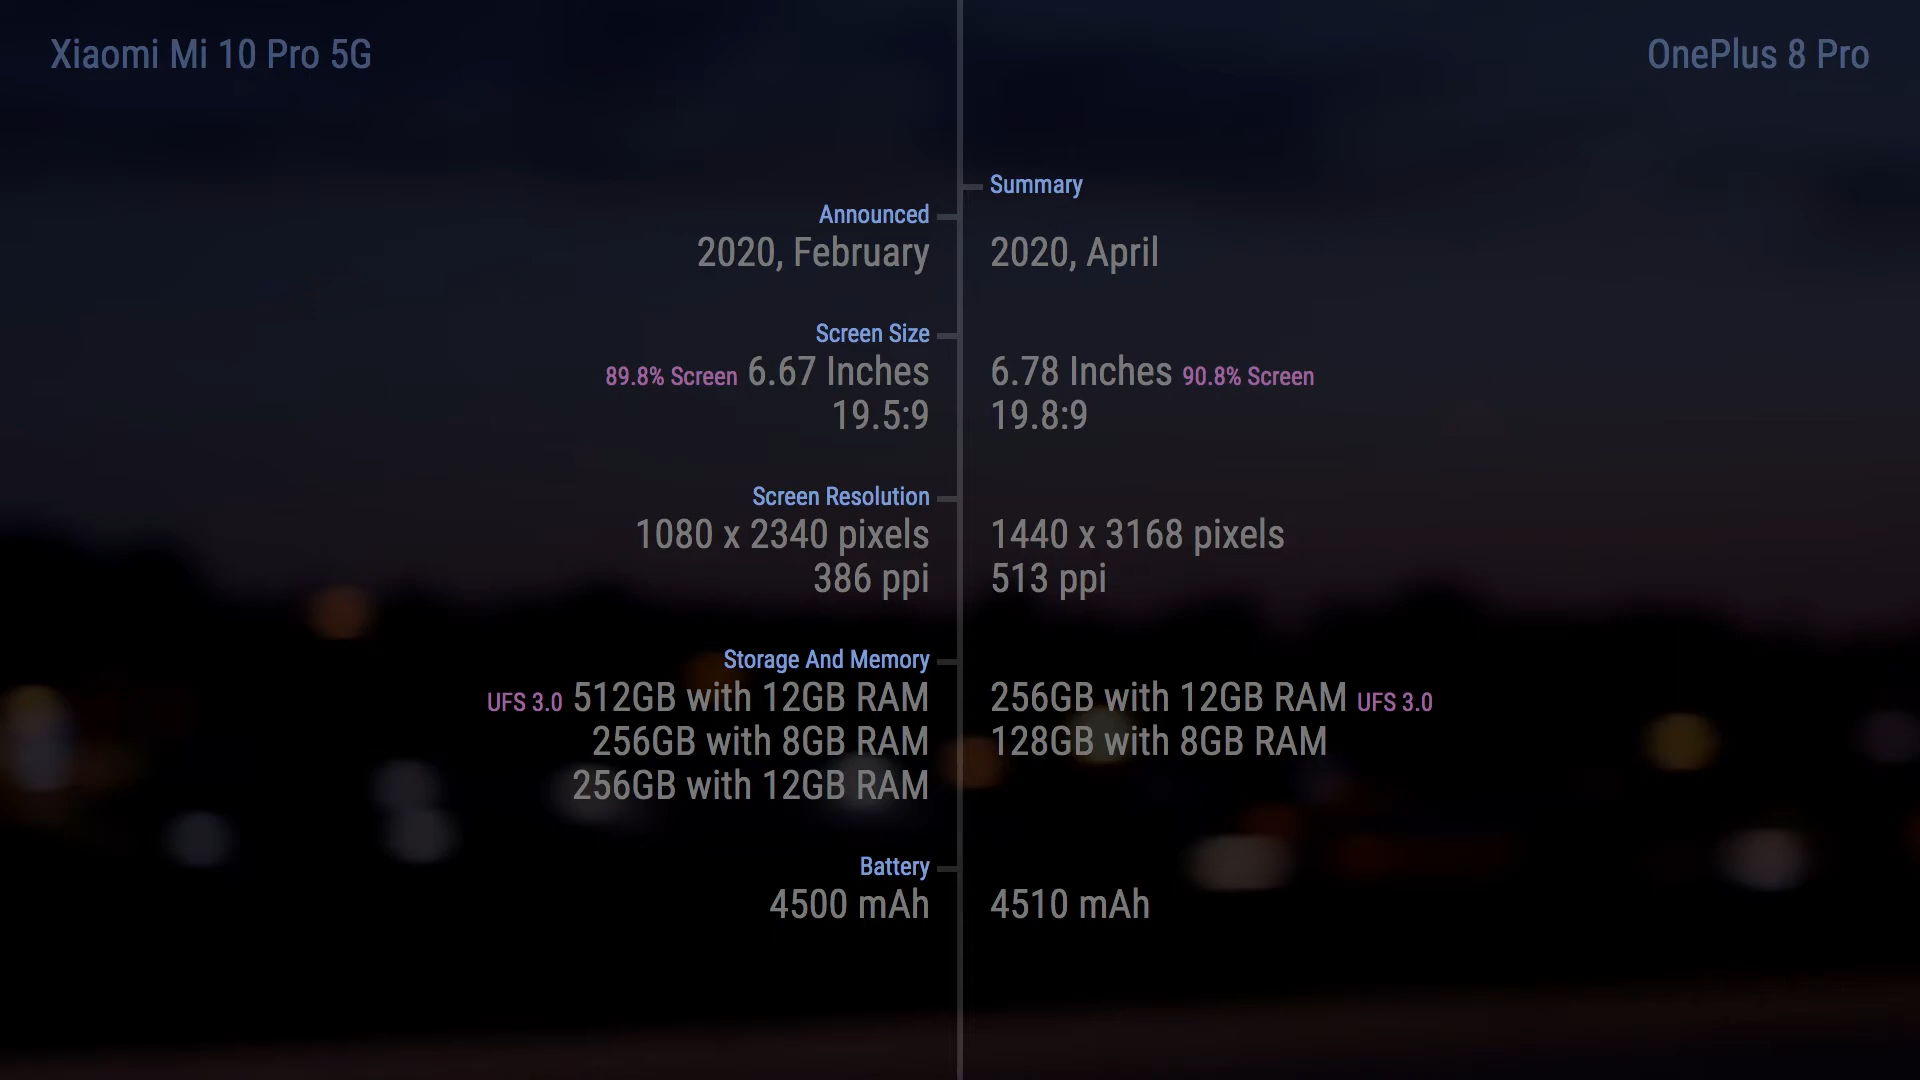 Xiaomi Mi 10 Pro 5G
OnePlus 8 Pro
Summary
Announced
2020, February
2020, April
Screen Size
89.8% Screen 6.67 Inches
6.78 Inches 90.8% Screen
19.5:9
19.8:9
Screen Resolution
1080 x 2340 pixels
1440 x 3168 pixels
386 ppi
513 ppi
Storage And Memory
UFS 3.0 512GB with 12GB RAM
256GB with 12GB RAM UFS 3.0
256GB with 8GB RAM
128GB with 8GB RAM
256GB with 12GB RAM
Battery
4500 mAh
4510 mAh